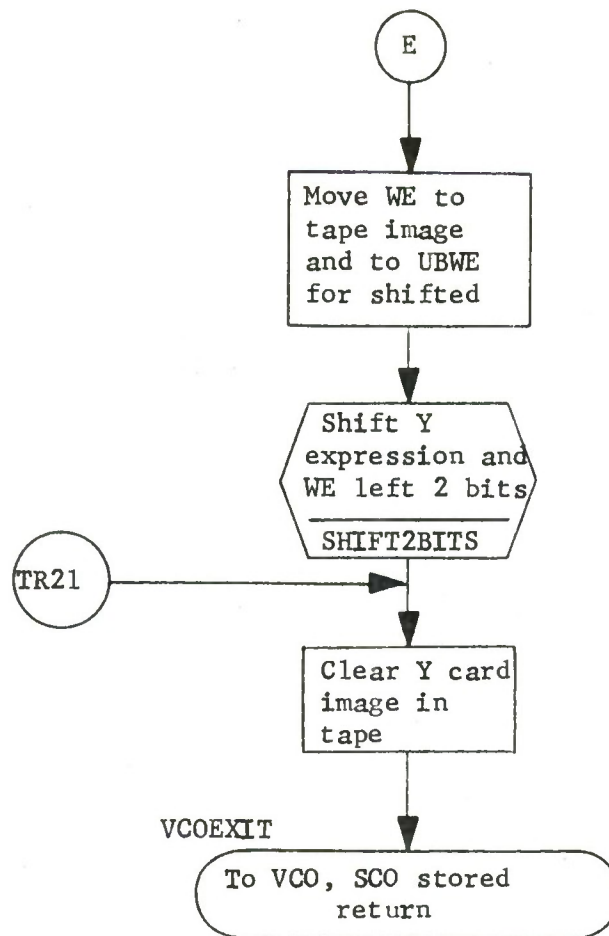 E
Move WE to
tape image
and to UBWE
for shifted
Shift Y
expression and
WE left 2 bits
SHIFT2BITS
TR21
Clear Y card
image in
tape
VCOEXIT
To VCO, SCO stored
return